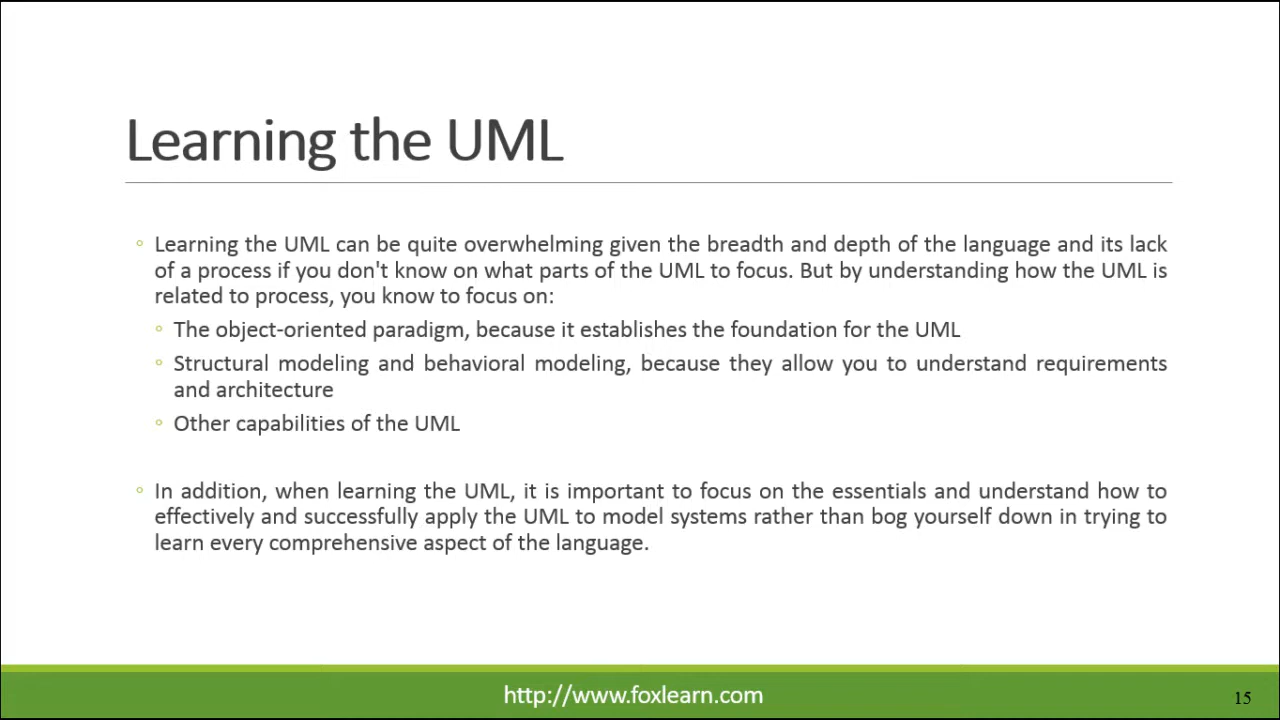 Learning the UML
◦ Learning the UML can be quite overwhelming given the breadth and depth of the language and its lack
of a process if you don't know on what parts of the UML to focus. But by understanding how the UML is
related to process, you know to focus on:
◦ The object-oriented paradigm, because it establishes the foundation for the UML
◦ Structural modeling and behavioral modeling, because they allow you to understand requirements
and architecture
◦ Other capabilities of the UML
◦ In addition, when learning the UML, it is important to focus on the essentials and understand how to
effectively and successfully apply the UML to model systems rather than bog yourself down in trying to
learn every comprehensive aspect of the language.
http://www.foxlearn.com
15